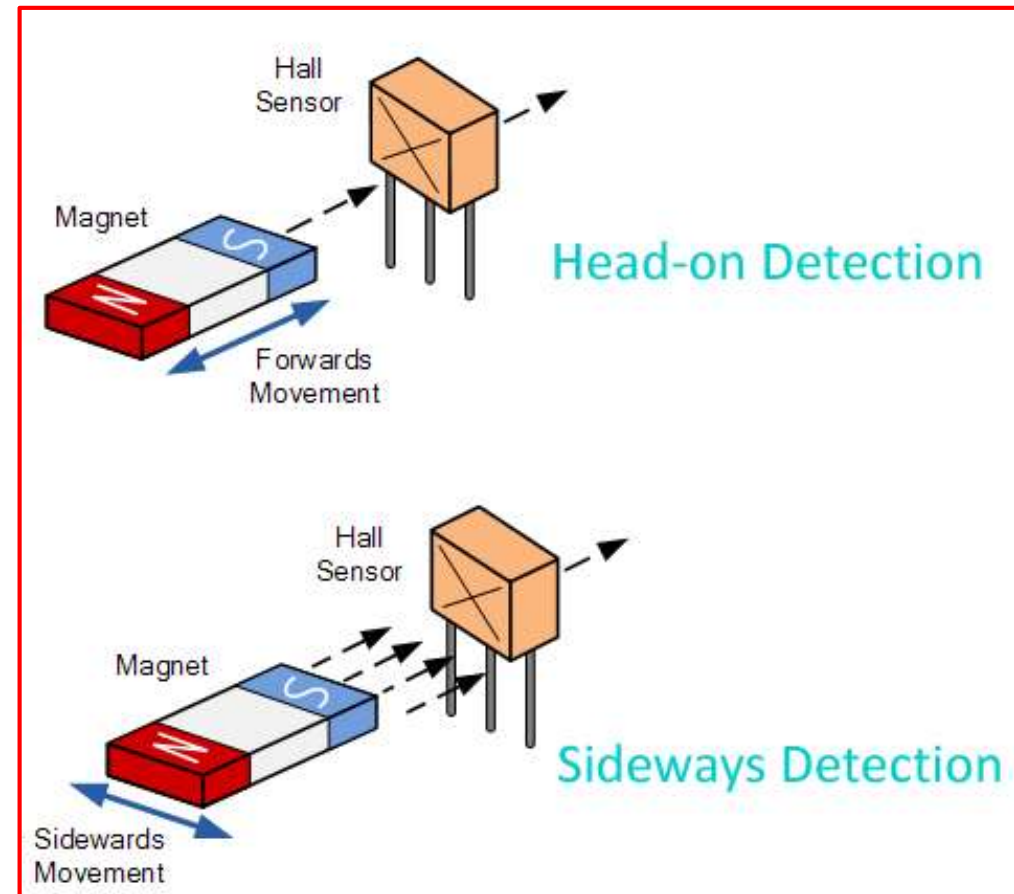 Hall
Sensor
Magnet
S
N
Head-on Detection
Forwards
Movement
Hall
Sensor
Magnet
S
N
Sideways Detection
Sidewards
Movement